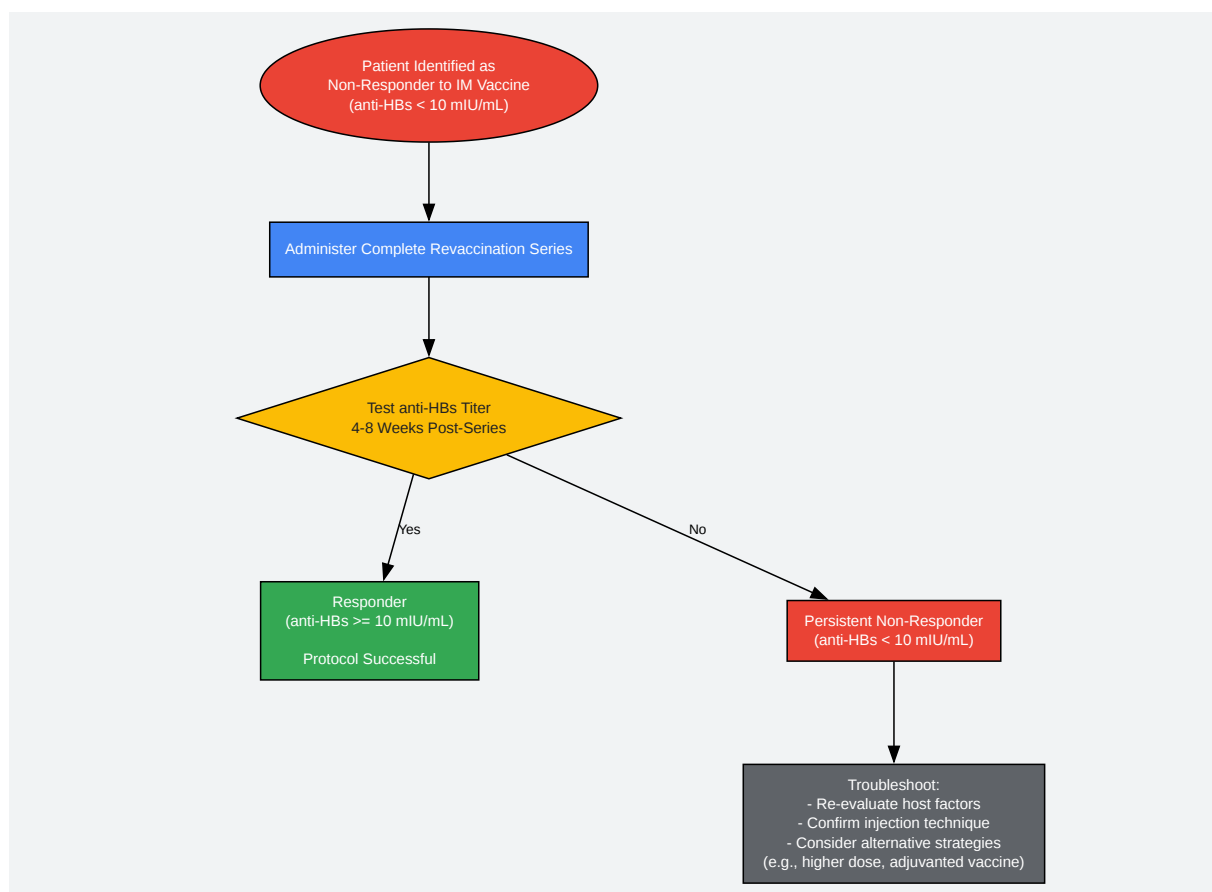 Patient Identified as
Non-Responder to IM Vaccine
(anti-HBs < 10 mIU/mL)
Administer Complete Revaccination Series
Test anti-HBs Titer
4-8 Weeks Post-Series
Yes
No
Responder
(anti-HBs >= 10 mIU/mL)
Protocol Successful
Persistent Non-Responder
(anti-HBs < 10 mIU/mL)
Troubleshoot:
- Re-evaluate host factors
- Confirm injection technique
- Consider alternative strategies
(e.g., higher dose, adjuvanted vaccine)